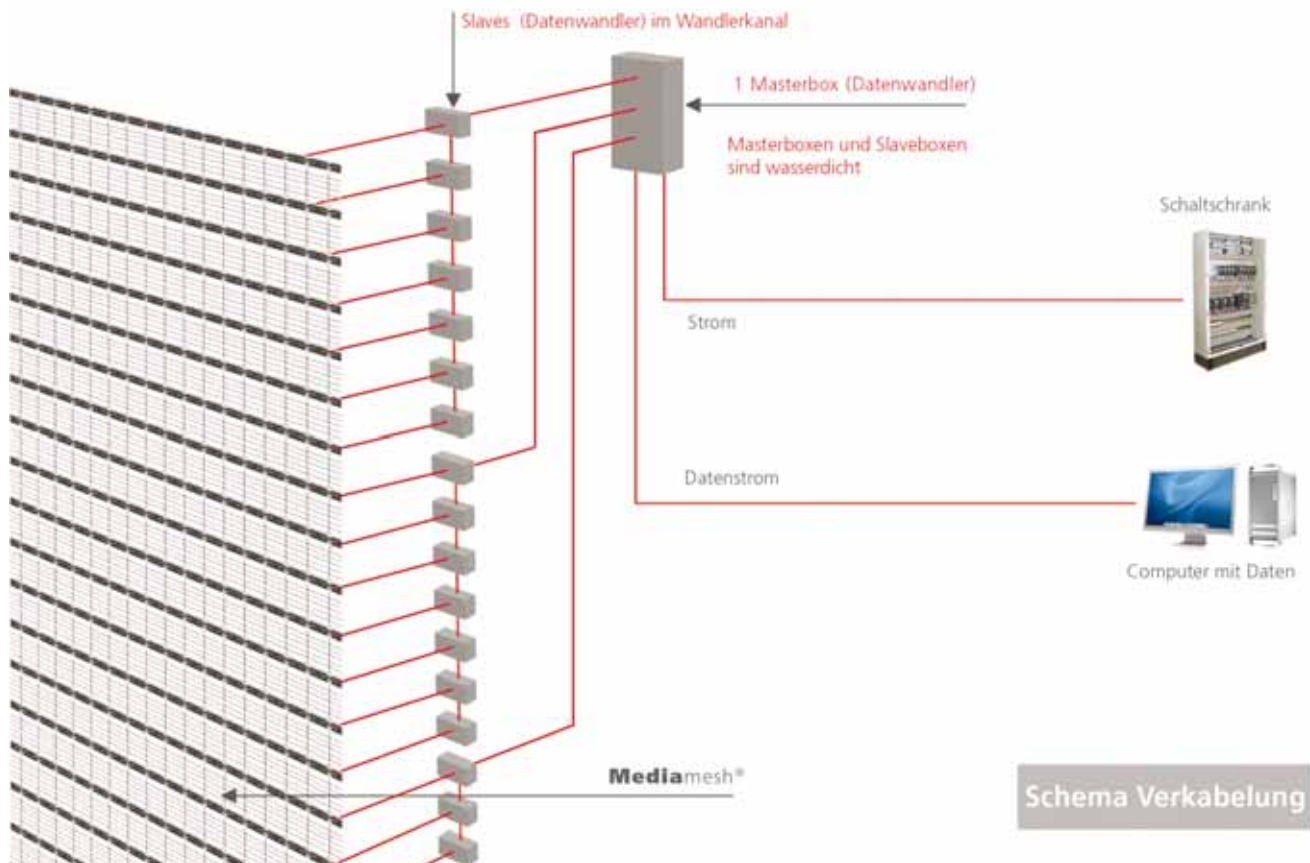 Slaves (Datenwandler) im Wandlerkanal
1 Masterbox (Datenwandler)
Masterboxen und Slaveboxen
sind wasserdicht
Schaltschrank
Strom
Datenstrom
Computer mit Daten
Mediamesh®
Schema Verkabelung